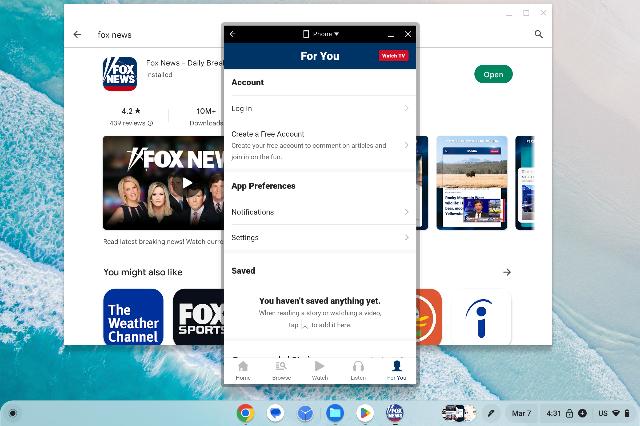 fox news
Phone
For You
Watch TV
FOX
NEWS
Fox News – Daily Brea
Installed
Open
4.2 ★
439 reviews
10M+
Downloads
FOX NEW
Read latest breaking news! Watch curre
Account
Log In
Create a Free Account
Create your free account to comment on articles and
join in on the fun.
App Preferences
Notifications
Settings
Saved
You haven't saved anything yet.
When reading a story or watching a video,
tap to add it here.
You might also like
The
Weather
Channel
FOX
SPORTS
i
Home
Browse
Watch
Listen
For You
Mar 7
4:31
US